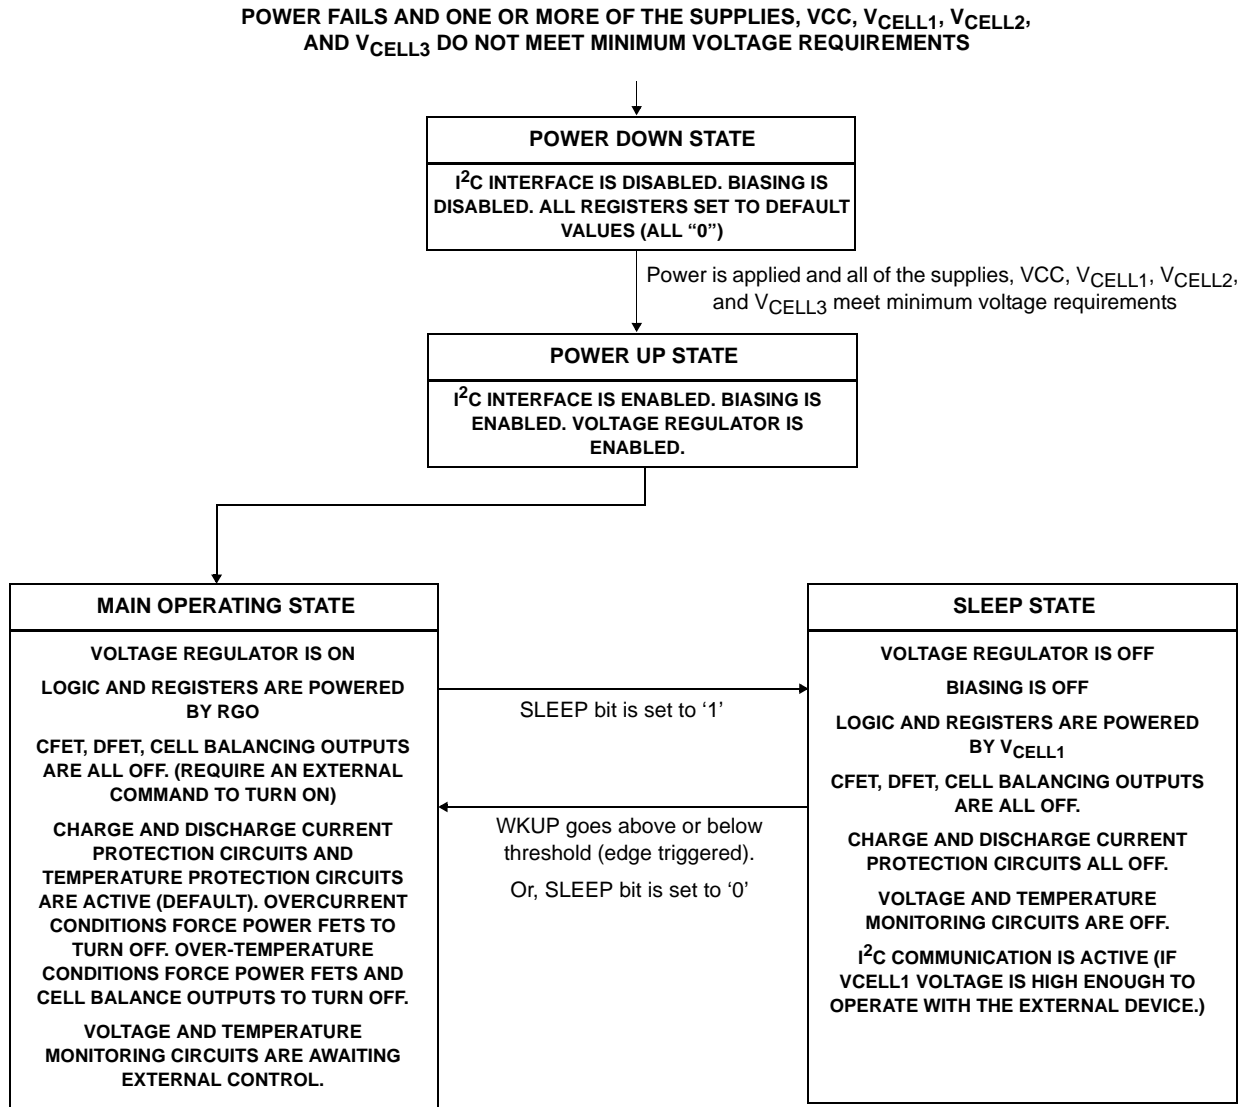 POWER FAILS AND ONE OR MORE OF THE SUPPLIES, VCC, VCELL1, VCELL2,
AND VCELL3 DO NOT MEET MINIMUM VOLTAGE REQUIREMENTS
POWER DOWN STATE
I2C INTERFACE IS DISABLED. BIASING IS
DISABLED. ALL REGISTERS SET TO DEFAULT
VALUES (ALL “0”)
Power is applied and all of the supplies, VCC, VCELL1, VCELL2,
and VCELL3 meet minimum voltage requirements
POWER UP STATE
I2C INTERFACE IS ENABLED. BIASING IS
ENABLED. VOLTAGE REGULATOR IS
ENABLED.
MAIN OPERATING STATE
VOLTAGE REGULATOR IS ON
LOGIC AND REGISTERS ARE POWERED
BY RGO
CFET, DFET, CELL BALANCING OUTPUTS
ARE ALL OFF. (REQUIRE AN EXTERNAL
COMMAND TO TURN ON)
CHARGE AND DISCHARGE CURRENT
PROTECTION CIRCUITS AND
TEMPERATURE PROTECTION CIRCUITS
ARE ACTIVE (DEFAULT). OVERCURRENT
CONDITIONS FORCE POWER FETS TO
TURN OFF. OVER-TEMPERATURE
CONDITIONS FORCE POWER FETS AND
CELL BALANCE OUTPUTS TO TURN OFF.
VOLTAGE AND TEMPERATURE
MONITORING CIRCUITS ARE AWAITING
EXTERNAL CONTROL.
SLEEP bit is set to ‘1’
WKUP goes above or below
threshold (edge triggered).
Or, SLEEP bit is set to ‘0’
SLEEP STATE
VOLTAGE REGULATOR IS OFF
BIASING IS OFF
LOGIC AND REGISTERS ARE POWERED
BY VCELL1
CFET, DFET, CELL BALANCING OUTPUTS
ARE ALL OFF.
CHARGE AND DISCHARGE CURRENT
PROTECTION CIRCUITS ALL OFF.
VOLTAGE AND TEMPERATURE
MONITORING CIRCUITS ARE OFF.
I2C COMMUNICATION IS ACTIVE (IF
VCELL1 VOLTAGE IS HIGH ENOUGH TO
OPERATE WITH THE EXTERNAL DEVICE.)